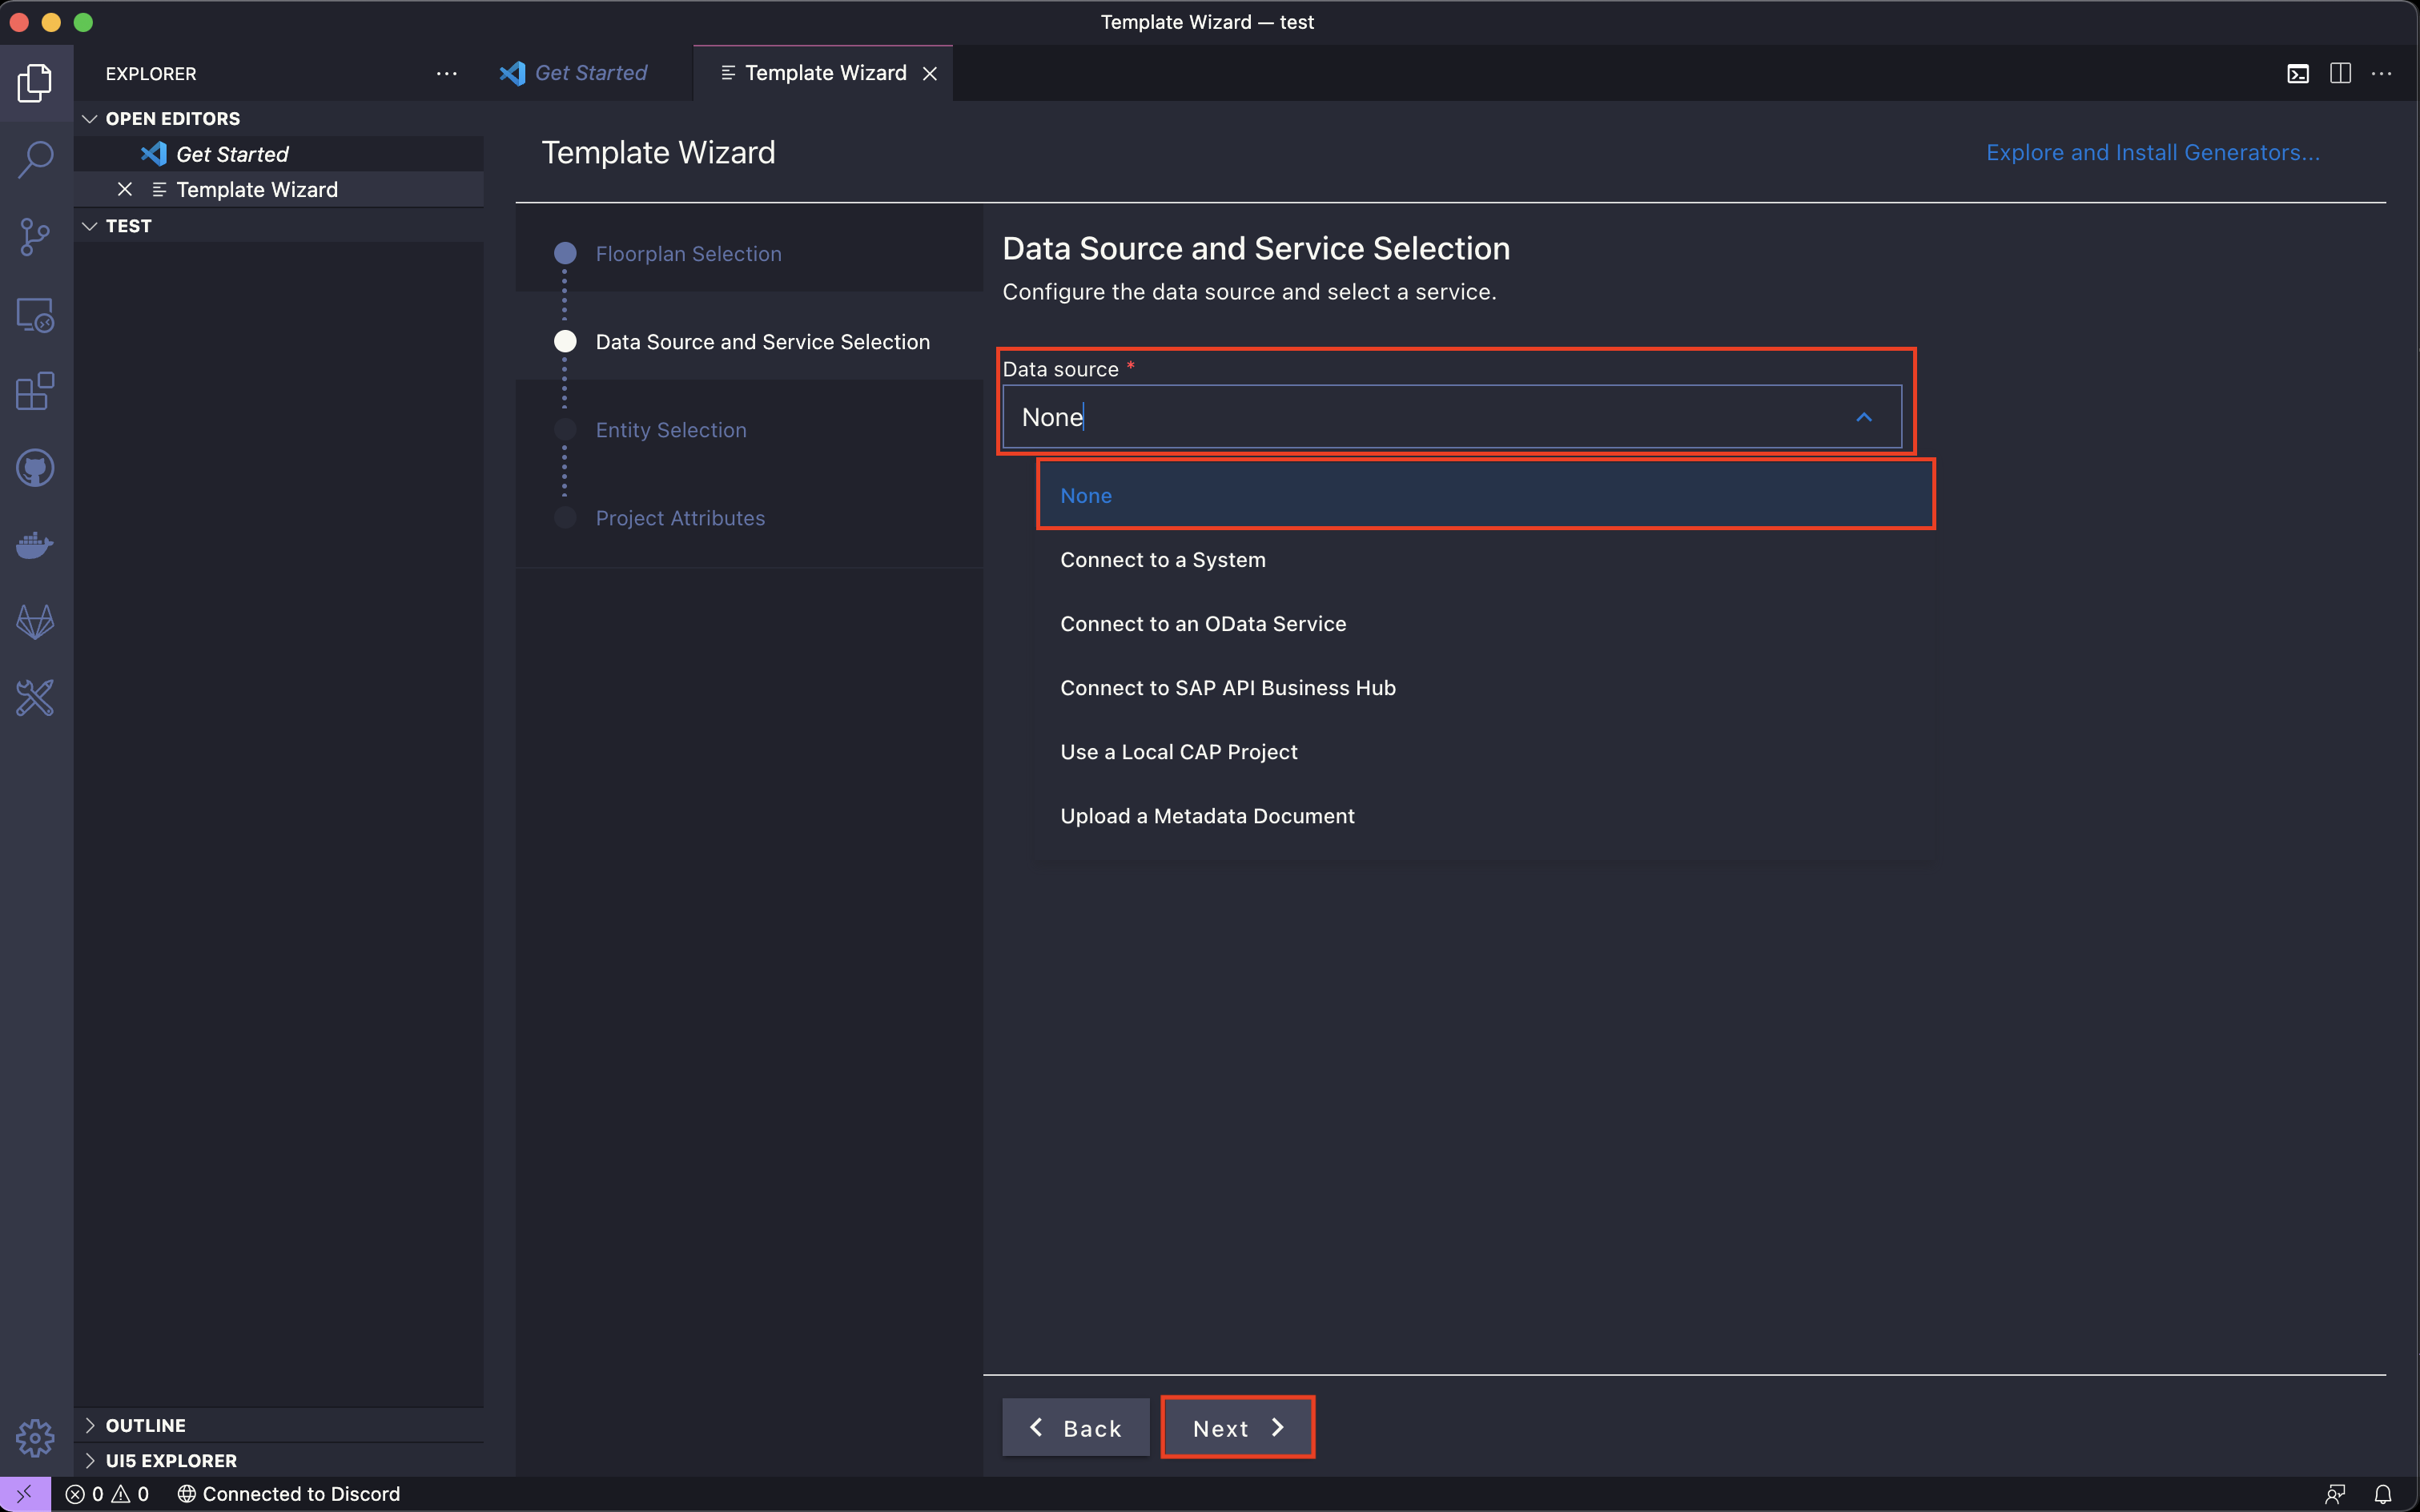 Template Wizard — test
EXPLORER
Get Started
Template Wizard
OPEN EDITORS
Get Started
Template Wizard
TEST
Template Wizard
Explore and Install Generators...
Floorplan Selection
Data Source and Service Selection
Entity Selection
Project Attributes
Data Source and Service Selection
Configure the data source and select a service.
Data source *
None
None
Connect to a System
Connect to an OData Service
Connect to SAP API Business Hub
Use a Local CAP Project
Upload a Metadata Document
Back
Next
OUTLINE
UI5 EXPLORER
0 0 Connected to Discord